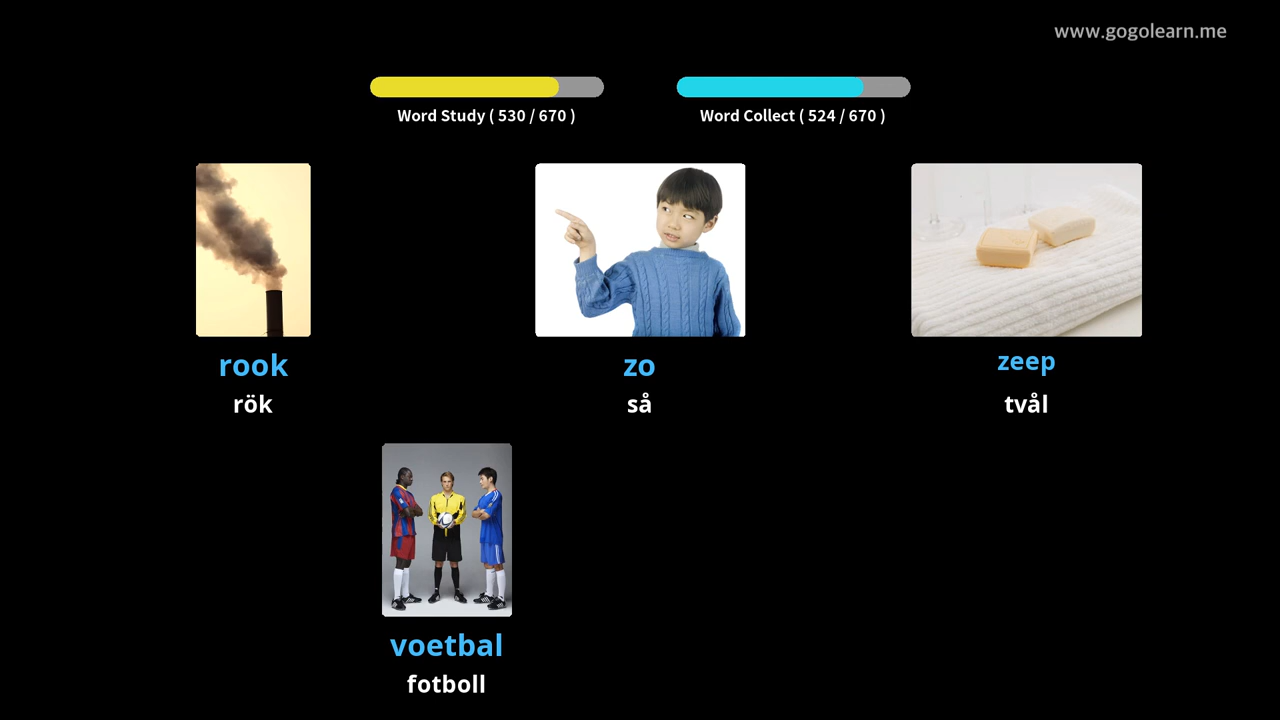 www.gogolearn.me
Word Study ( 530 / 670 )
Word Collect ( 524 / 670 )
rook
zo
zeep
rök
så
tvål
voetbal
fotboll